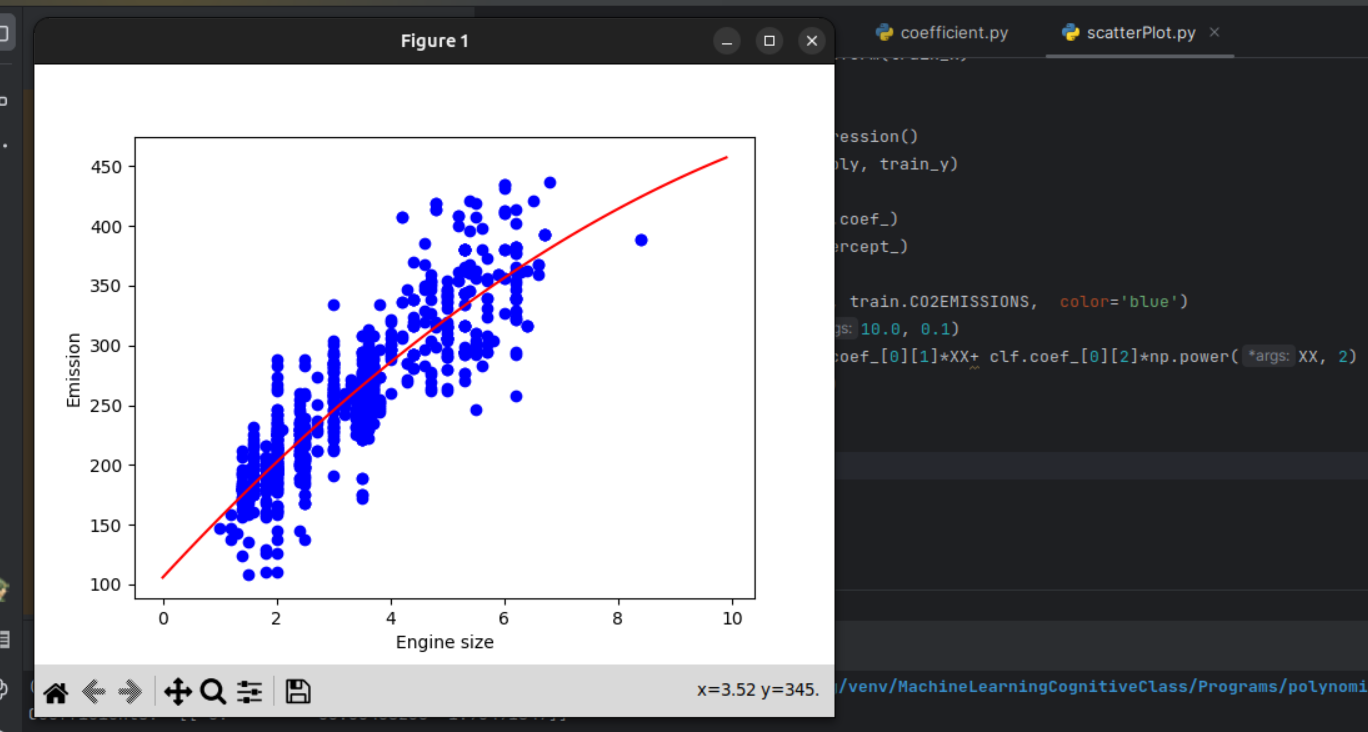 Figure 1
coefficient.py
scatterPlot.py
450
400
350
300
250
200
150
100
Emission
0 2 4 6 8 10
Engine size
x=3.52 y=345.
ression()
ly, train_y)
coef_)
rcept_)
train.CO2EMISSIONS, color='blue')
gs: 10.0, 0.1)
coef_[0][1]*XX+ clf.coef_[0][2]*np.power( *args: XX, 2)
/venv/MachineLearningCognitiveClass/Programs/polynomi